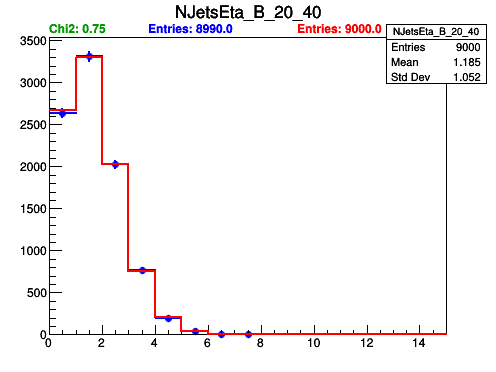 NJetsEta_B_20_40
Chi2: 0.75 Entries: 8990.0 Entries: 9000.0
NJetsEta_B_20_40
Entries 9000
Mean 1.185
Std Dev 1.052
3500
3000
2500
2000
1500
1000
500
0
0 2 4 6 8 10 12 14